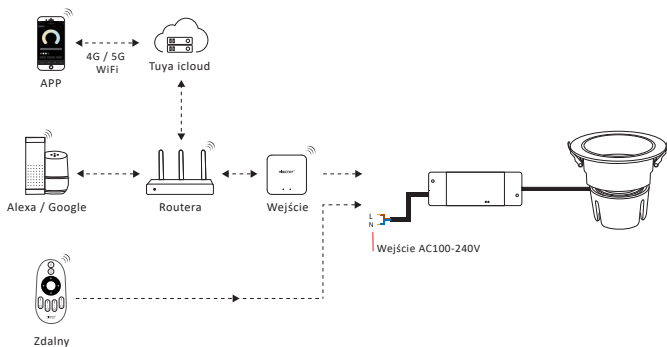 4G / 5G
WiFi
Tuya icloud
APP
Alexa / Google
Routera
Wejście
L
N
Wejście AC100-240V
Zdalny